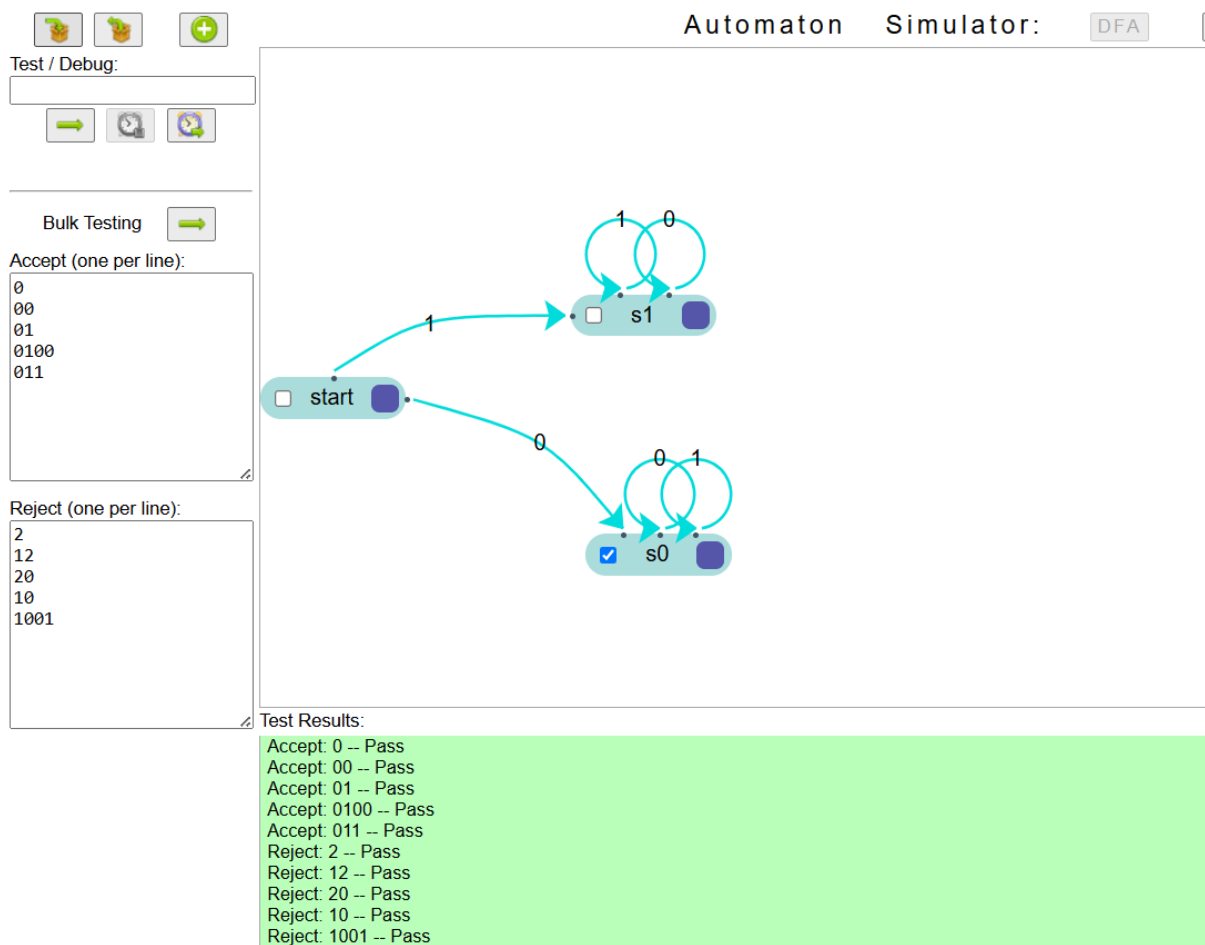 Automaton Simulator:
DFA
Test / Debug:
Bulk Testing
Accept (one per line):
0
00
01
0100
011
Reject (one per line):
2
12
20
10
1001
1
0
1
s1
start
0
0
1
s0
Test Results:
Accept: 0 -- Pass
Accept: 00 -- Pass
Accept: 01 -- Pass
Accept: 0100 -- Pass
Accept: 011 -- Pass
Reject: 2 -- Pass
Reject: 12 -- Pass
Reject: 20 -- Pass
Reject: 10 -- Pass
Reject: 1001 -- Pass